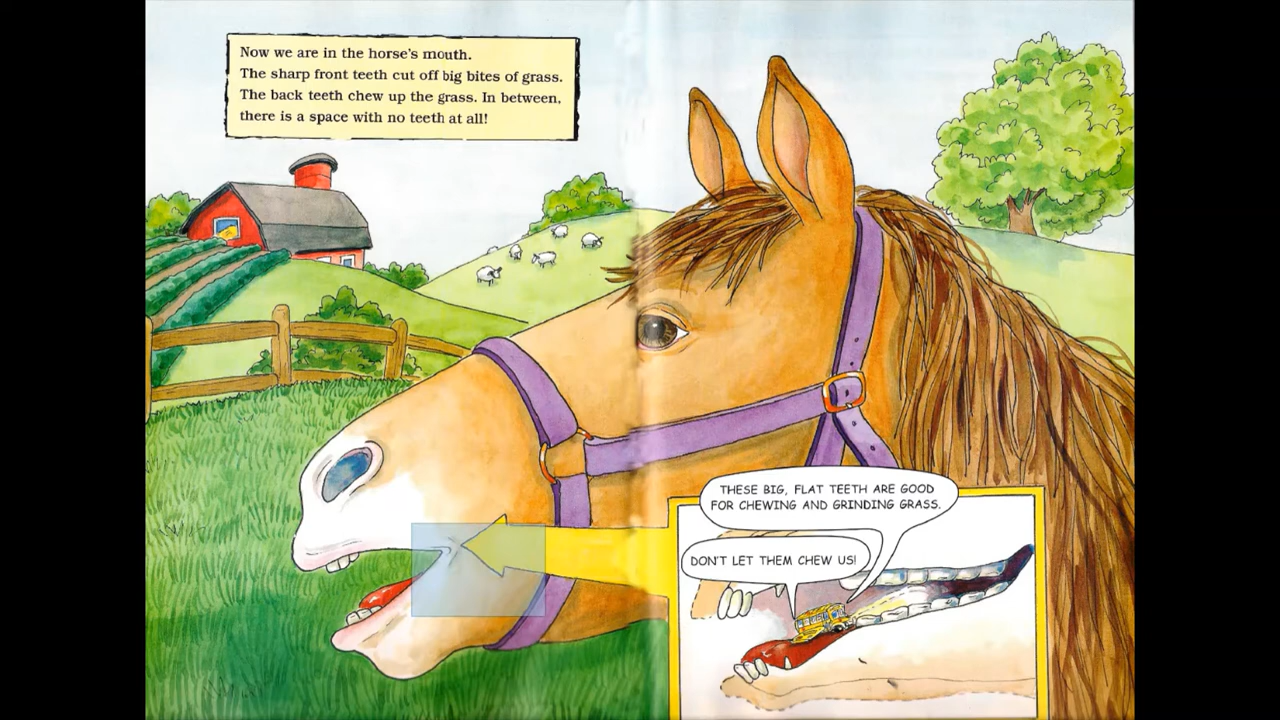 Now we are in the horse's mouth.
The sharp front teeth cut off big bites of grass.
The back teeth chew up the grass. In between,
there is a space with no teeth at all!
THESE BIG, FLAT TEETH ARE GOOD
FOR CHEWING AND GRINDING GRASS.
DON'T LET THEM CHEW US!